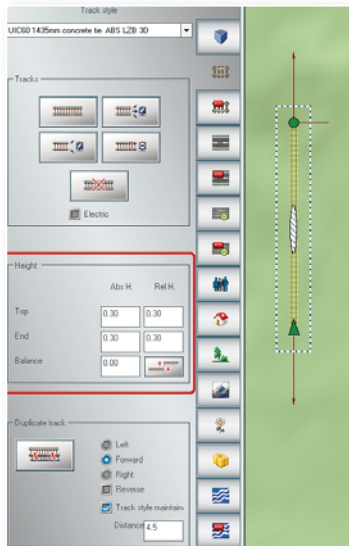 Track style
UIC60 1435mm concrete tie ABS LZB 3D
Tracks
Electric
Height
Abs H. Rel H.
Top 0.30 0.30
End 0.30 0.30
Balance 0.00
Duplicate track
Left
Forward
Right
Reverse
Track style maintain
Distance 4.5